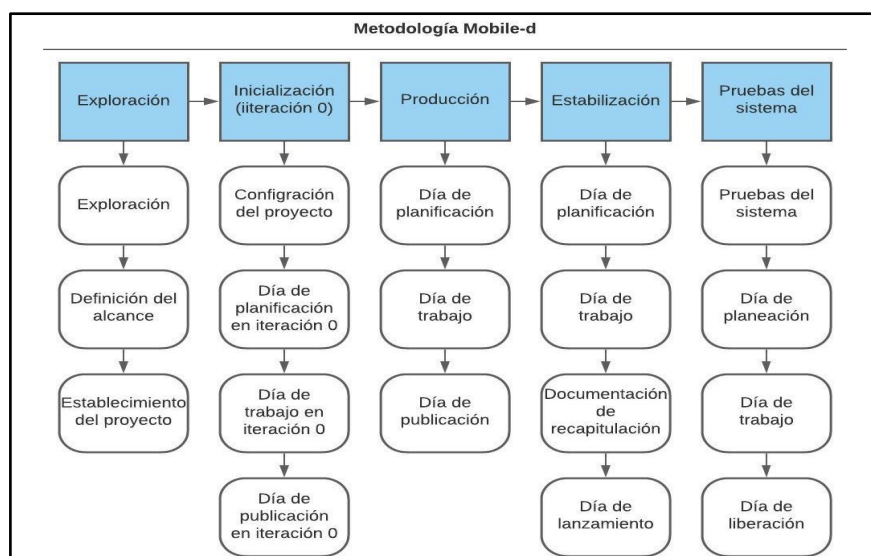 Metodología Mobile-d
Exploración
Inicialización
(iiteración 0)
Producción
Estabilización
Pruebas del
sistema
Exploración
Configración
del proyecto
Día de
planificación
Día de
planificación
Pruebas del
sistema
Definición del
alcance
Día de
planificación
en iteración 0
Día de
trabajo
Día de
trabajo
Día de
planeación
Establecimiento
del proyecto
Día de
trabajo en
iteración 0
Día de
publicación
Documentación
de
recapitulación
Día de
trabajo
Día de
publicación
en iteración 0
Día de
lanzamiento
Día de
liberación